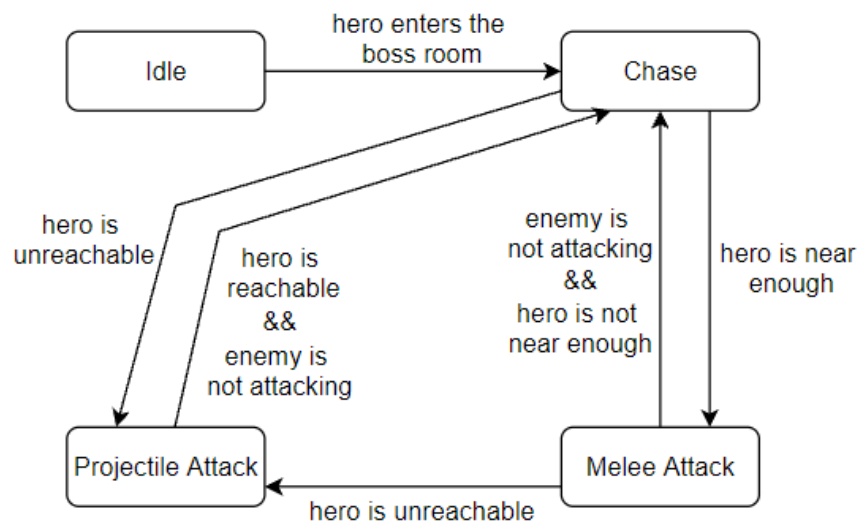 hero enters the
boss room
Idle
Chase
hero is
unreachable
hero is
reachable
&&
enemy is
not attacking
enemy is
not attacking
&&
hero is not
near enough
hero is near
enough
Projectile Attack
Melee Attack
hero is unreachable